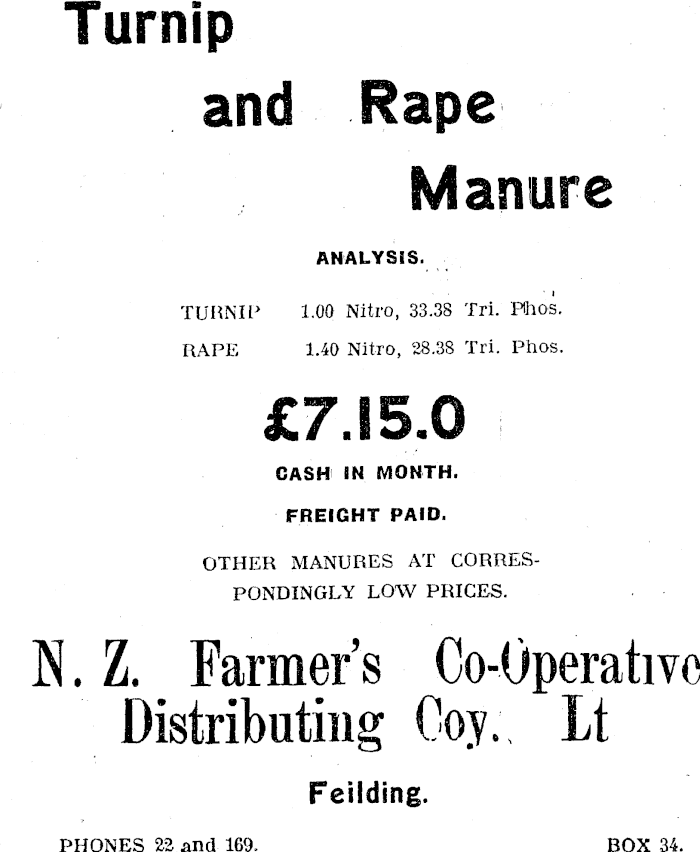 Turnip
and Rape
Manure
ANALYSIS.
TURNIP 1.00 Nitro, 33.38 Tri. Phos.
RAPE 1.40 Nitro, 28.38 Tri. Phos.
£7.15.0
CASH IN MONTH.
FREIGHT PAID.
OTHER MANURES AT CORRES-
PONDINGLY LOW PRICES.
N. Z. Farmer's Co-Operative
Distributing Coy. Lt
Feilding.
PHONES 22 and 169. BOX 34.